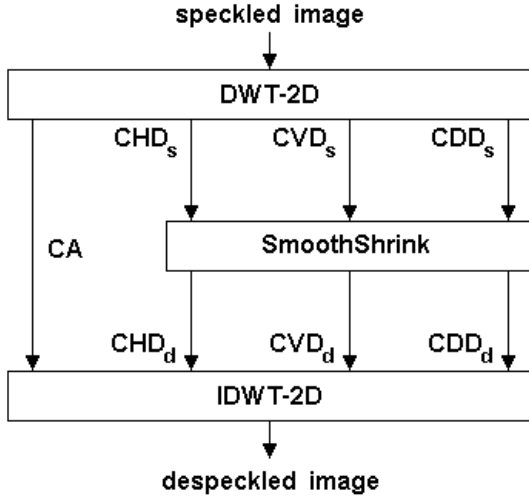 speckled image
DWT-2D
CHDs CVDs CDDs
CA
SmoothShrink
CHDd CVDd CDDd
IDWT-2D
despeckled image